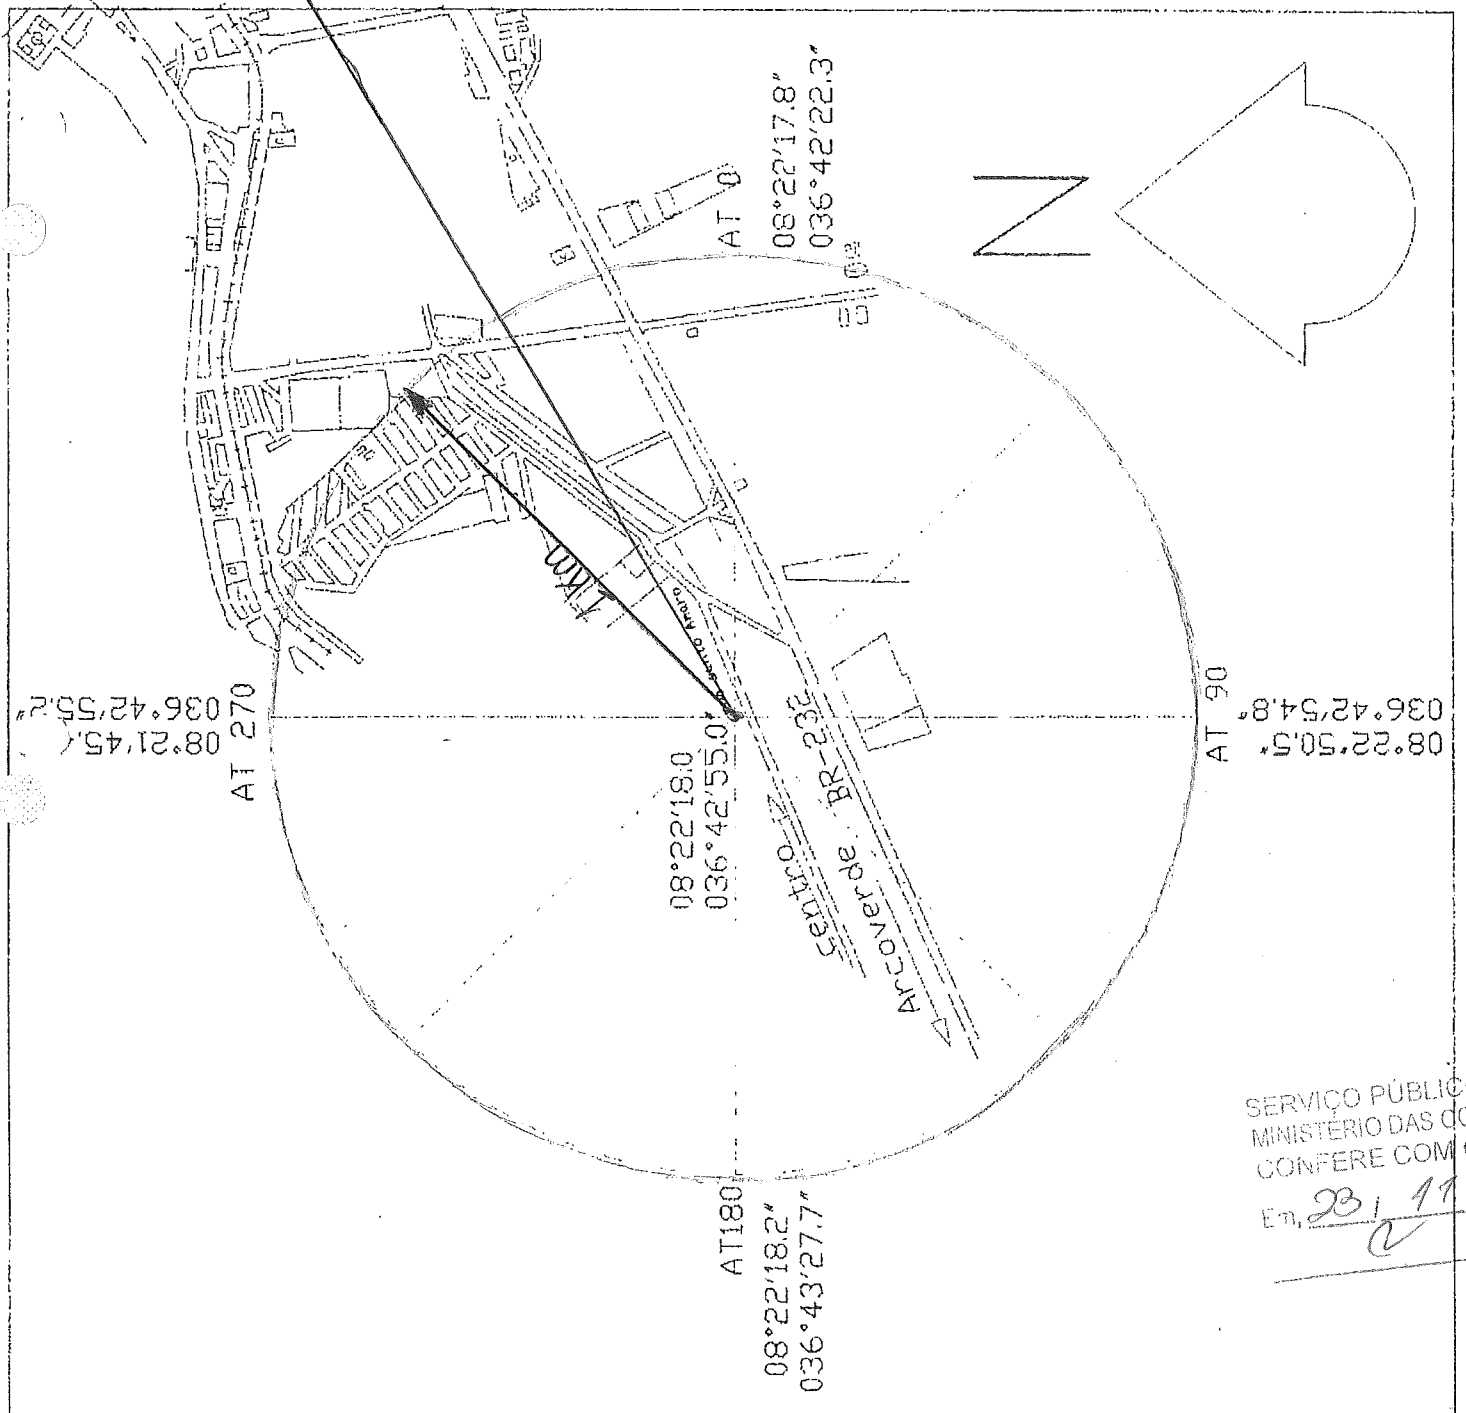 08°22'17.8"
036°42'22.3"
AT 0
N
AT 270
036°42'55.2"
08°21'45.
1KM
08°22'18.0
036°42'55.0"
BR-232
Centro
Arcoverde
AT 90
036°42'54.8"
08°22'50.5"
AT180
08°22'18.2"
036°43'27.7"
SERVIÇO PÚBLIC
MINISTÉRIO DAS CO
CONFERE COM
Em, 23 / 11